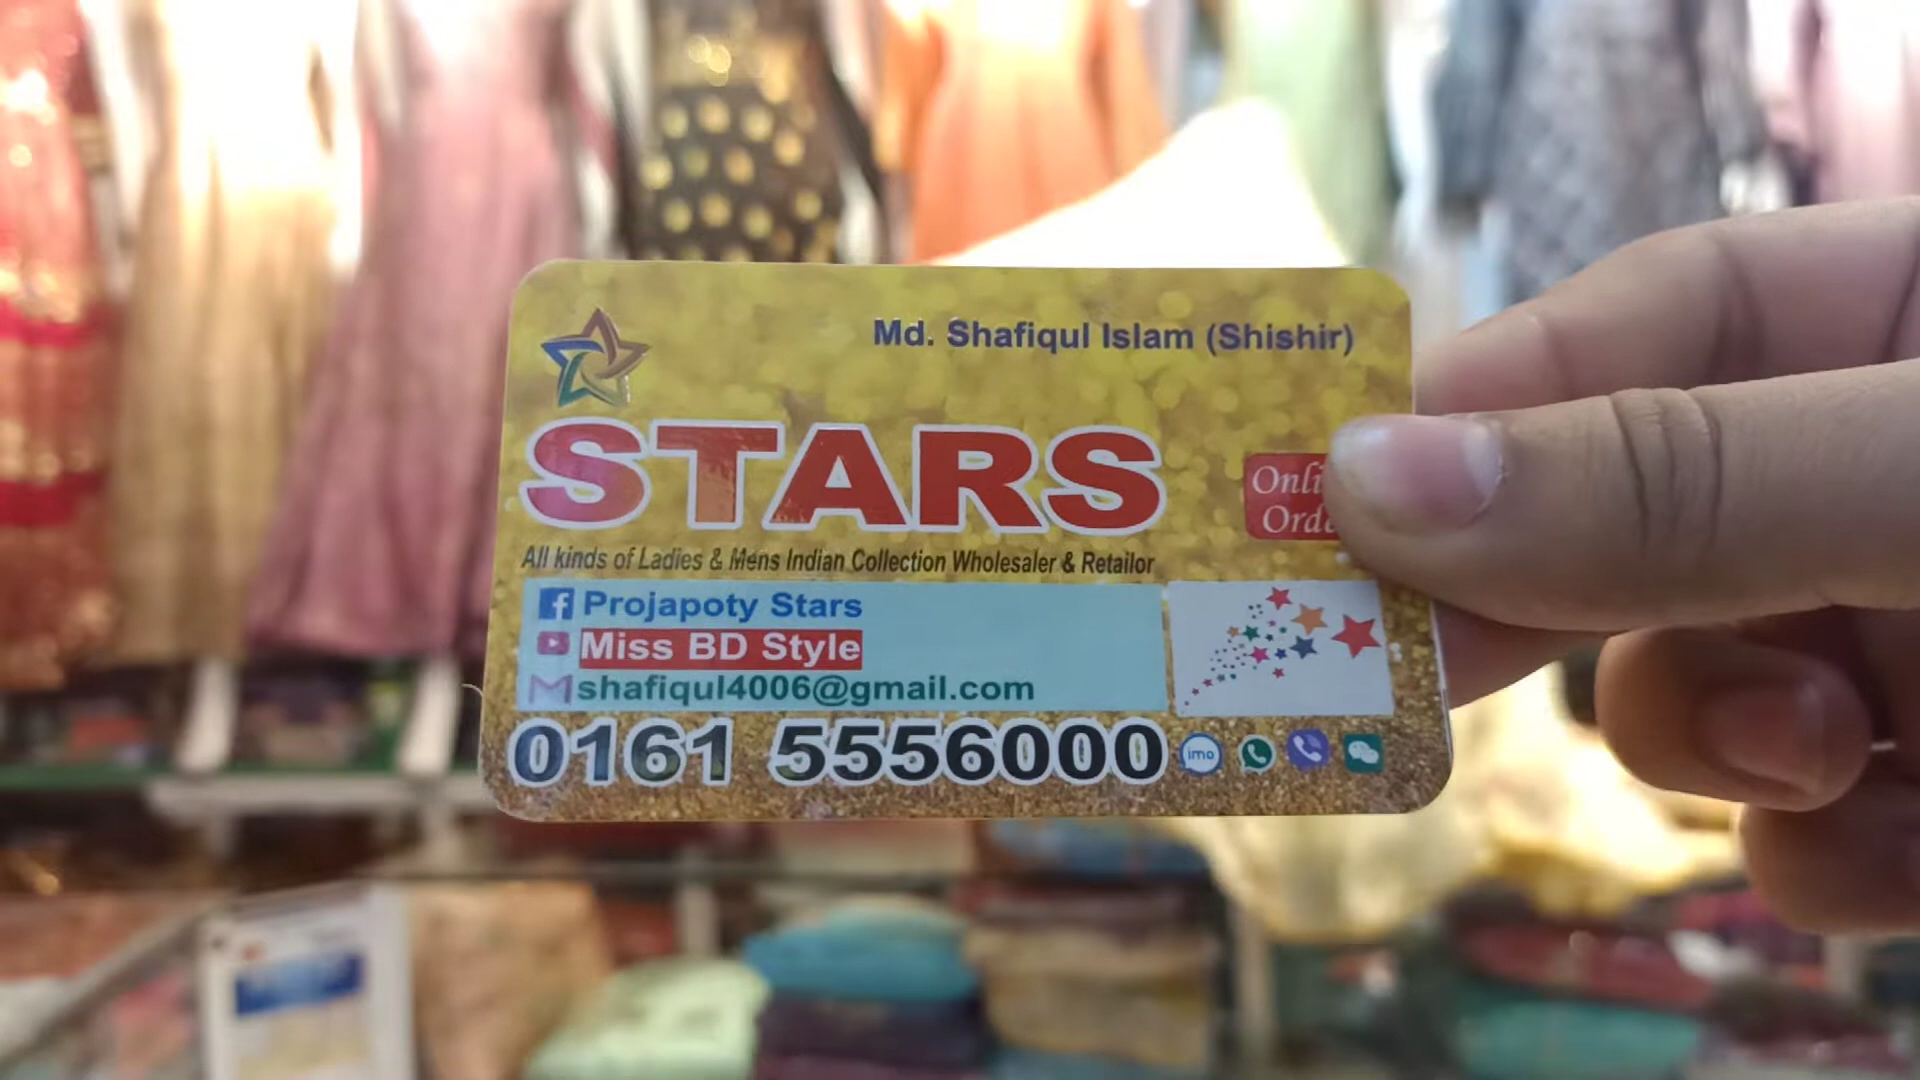 Md. Shafiqul Islam (Shishir)
STARS
All kinds of Ladies & Mens Indian Collection Wholesaler & Retailor
Projapoty Stars
Miss BD Style
shafiqul4006@gmail.com
0161 5556000 imo